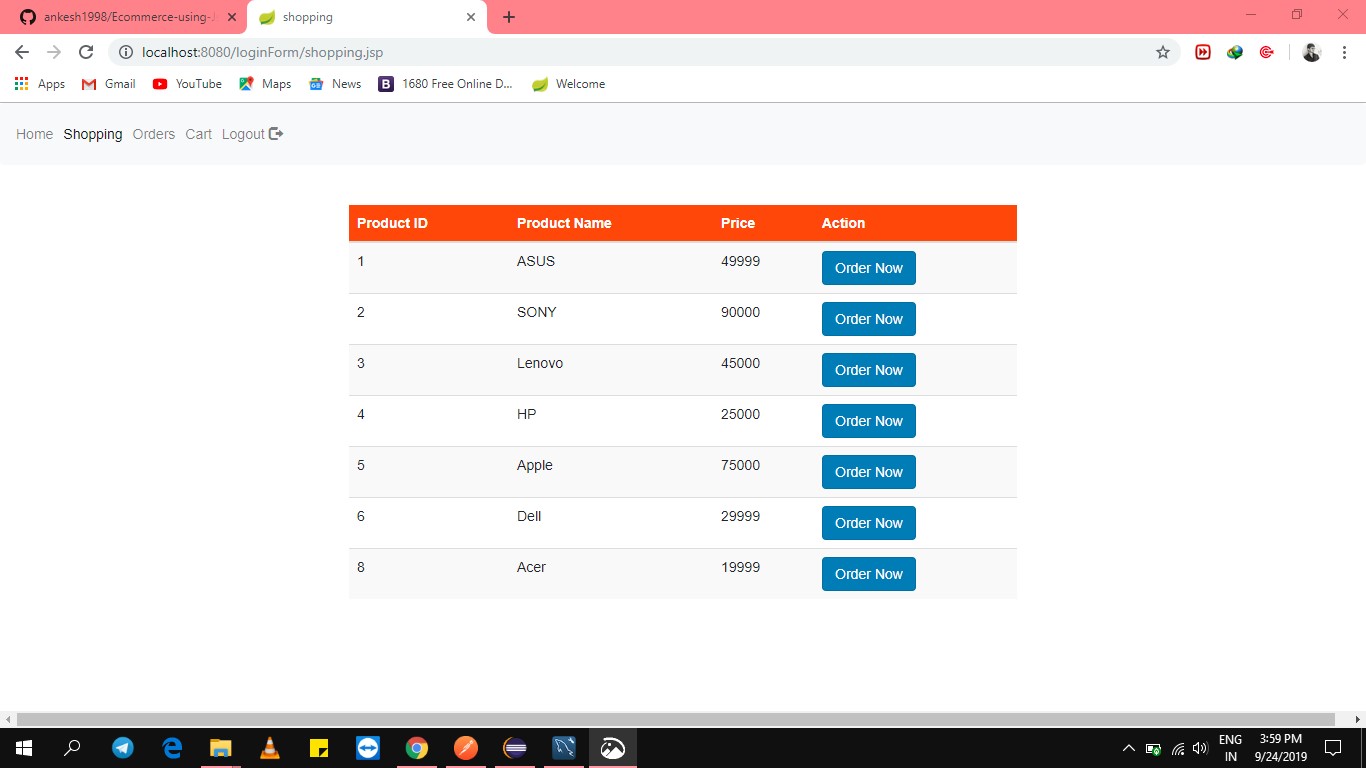 ankesh1998/Ecommerce-using-J
shopping
localhost:8080/loginForm/shopping.jsp
Apps Gmail YouTube Maps News B 1680 Free Online D... Welcome
Home Shopping Orders Cart Logout
Product ID Product Name Price Action
1 ASUS 49999 Order Now
2 SONY 90000 Order Now
3 Lenovo 45000 Order Now
4 HP 25000 Order Now
5 Apple 75000 Order Now
6 Dell 29999 Order Now
8 Acer 19999 Order Now
ENG 3:59 PM
IN 9/24/2019